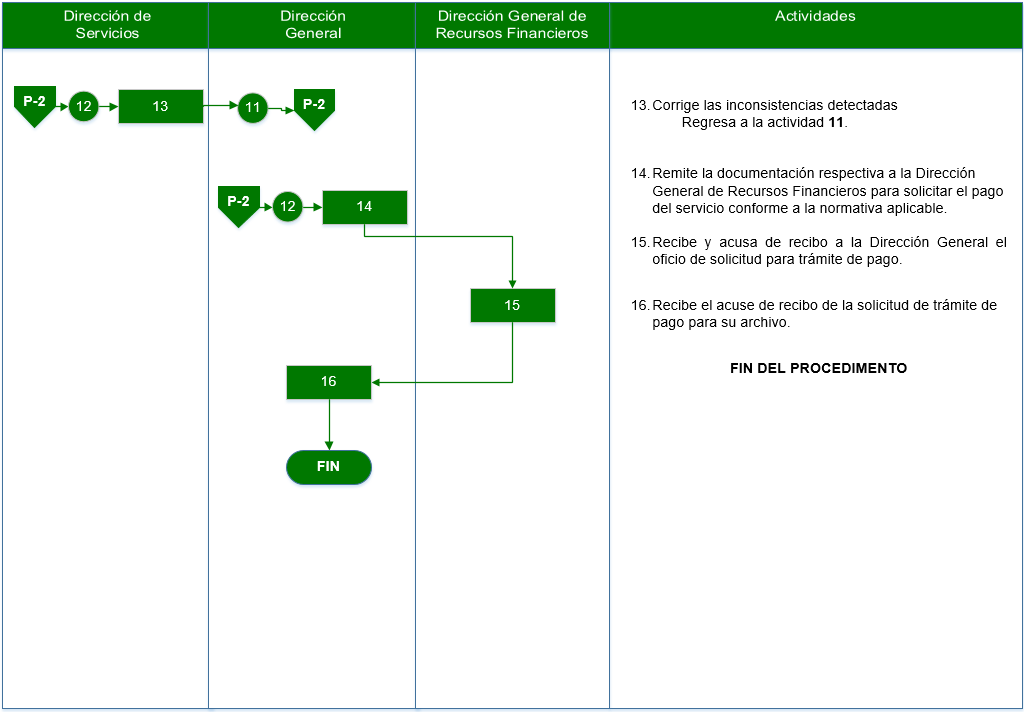 Dirección de
Servicios
Dirección
General
Dirección General de
Recursos Financieros
Actividades
P-2
12
13
11
P-2
13. Corrige las inconsistencias detectadas
Regresa a la actividad 11.
P-2
12
14
14. Remite la documentación respectiva a la Dirección
General de Recursos Financieros para solicitar el pago
del servicio conforme a la normativa aplicable.
15. Recibe y acusa de recibo a la Dirección General el
oficio de solicitud para trámite de pago.
15
16. Recibe el acuse de recibo de la solicitud de trámite de
pago para su archivo.
16
FIN DEL PROCEDIMENTO
FIN